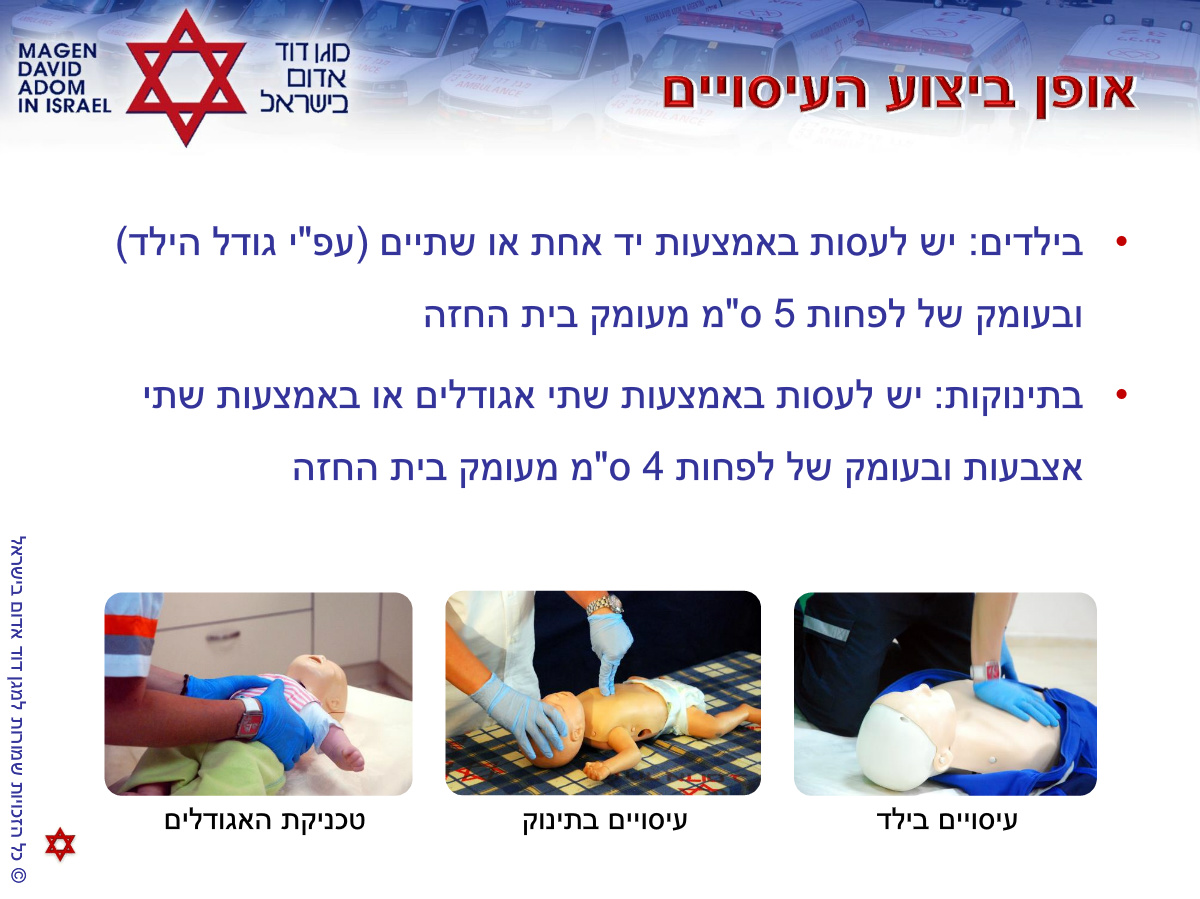 MAGEN
DAVID
ADOM
IN ISRAEL
מגן דוד
אדום
בישראל
אופן ביצוע העיסויים
• בילדים: יש לעסות באמצעות יד אחת או שתיים (עפ"י גודל הילד)
ובעומק של לפחות 5 ס"מ מעומק בית החזה
• בתינוקות: יש לעסות באמצעות שתי אגודלים או באמצעות שתי
אצבעות ובעומק של לפחות 4 ס"מ מעומק בית החזה
עיסויים בילד
עיסויים בתינוק
טכניקת האגודלים
© כל הזכויות שמורות למגן דוד אדום בישראל